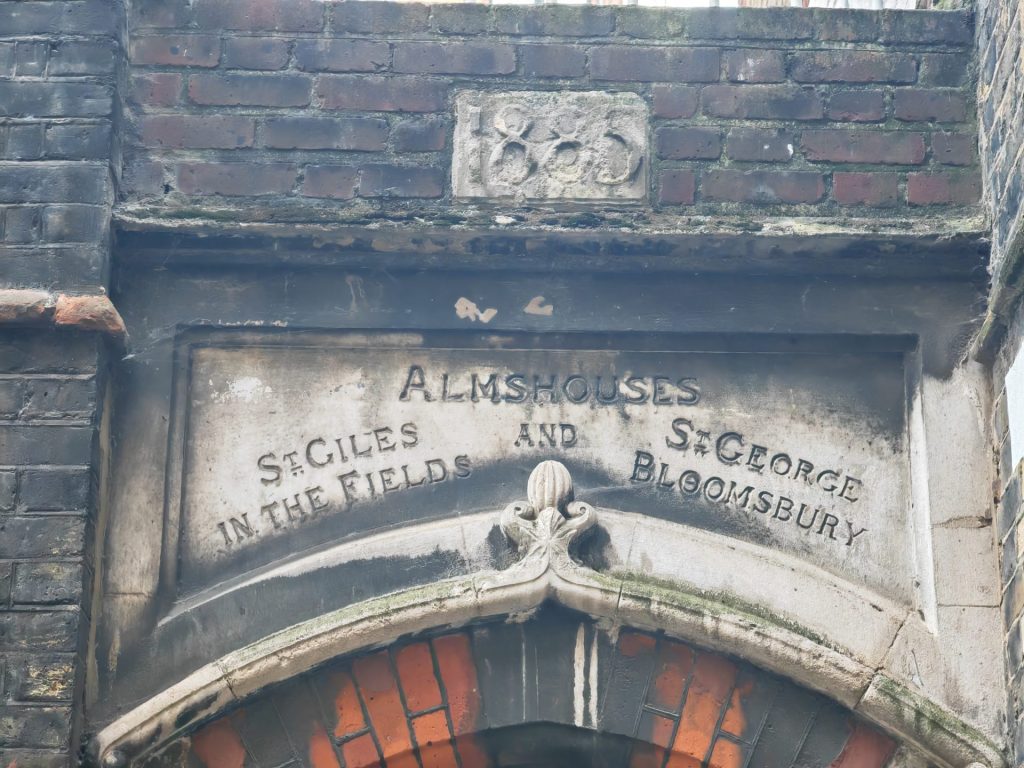 1885
ALMSHOUSES
ST. GILES
IN THE FIELDS
AND
ST. GEORGE
BLOOMSBURY